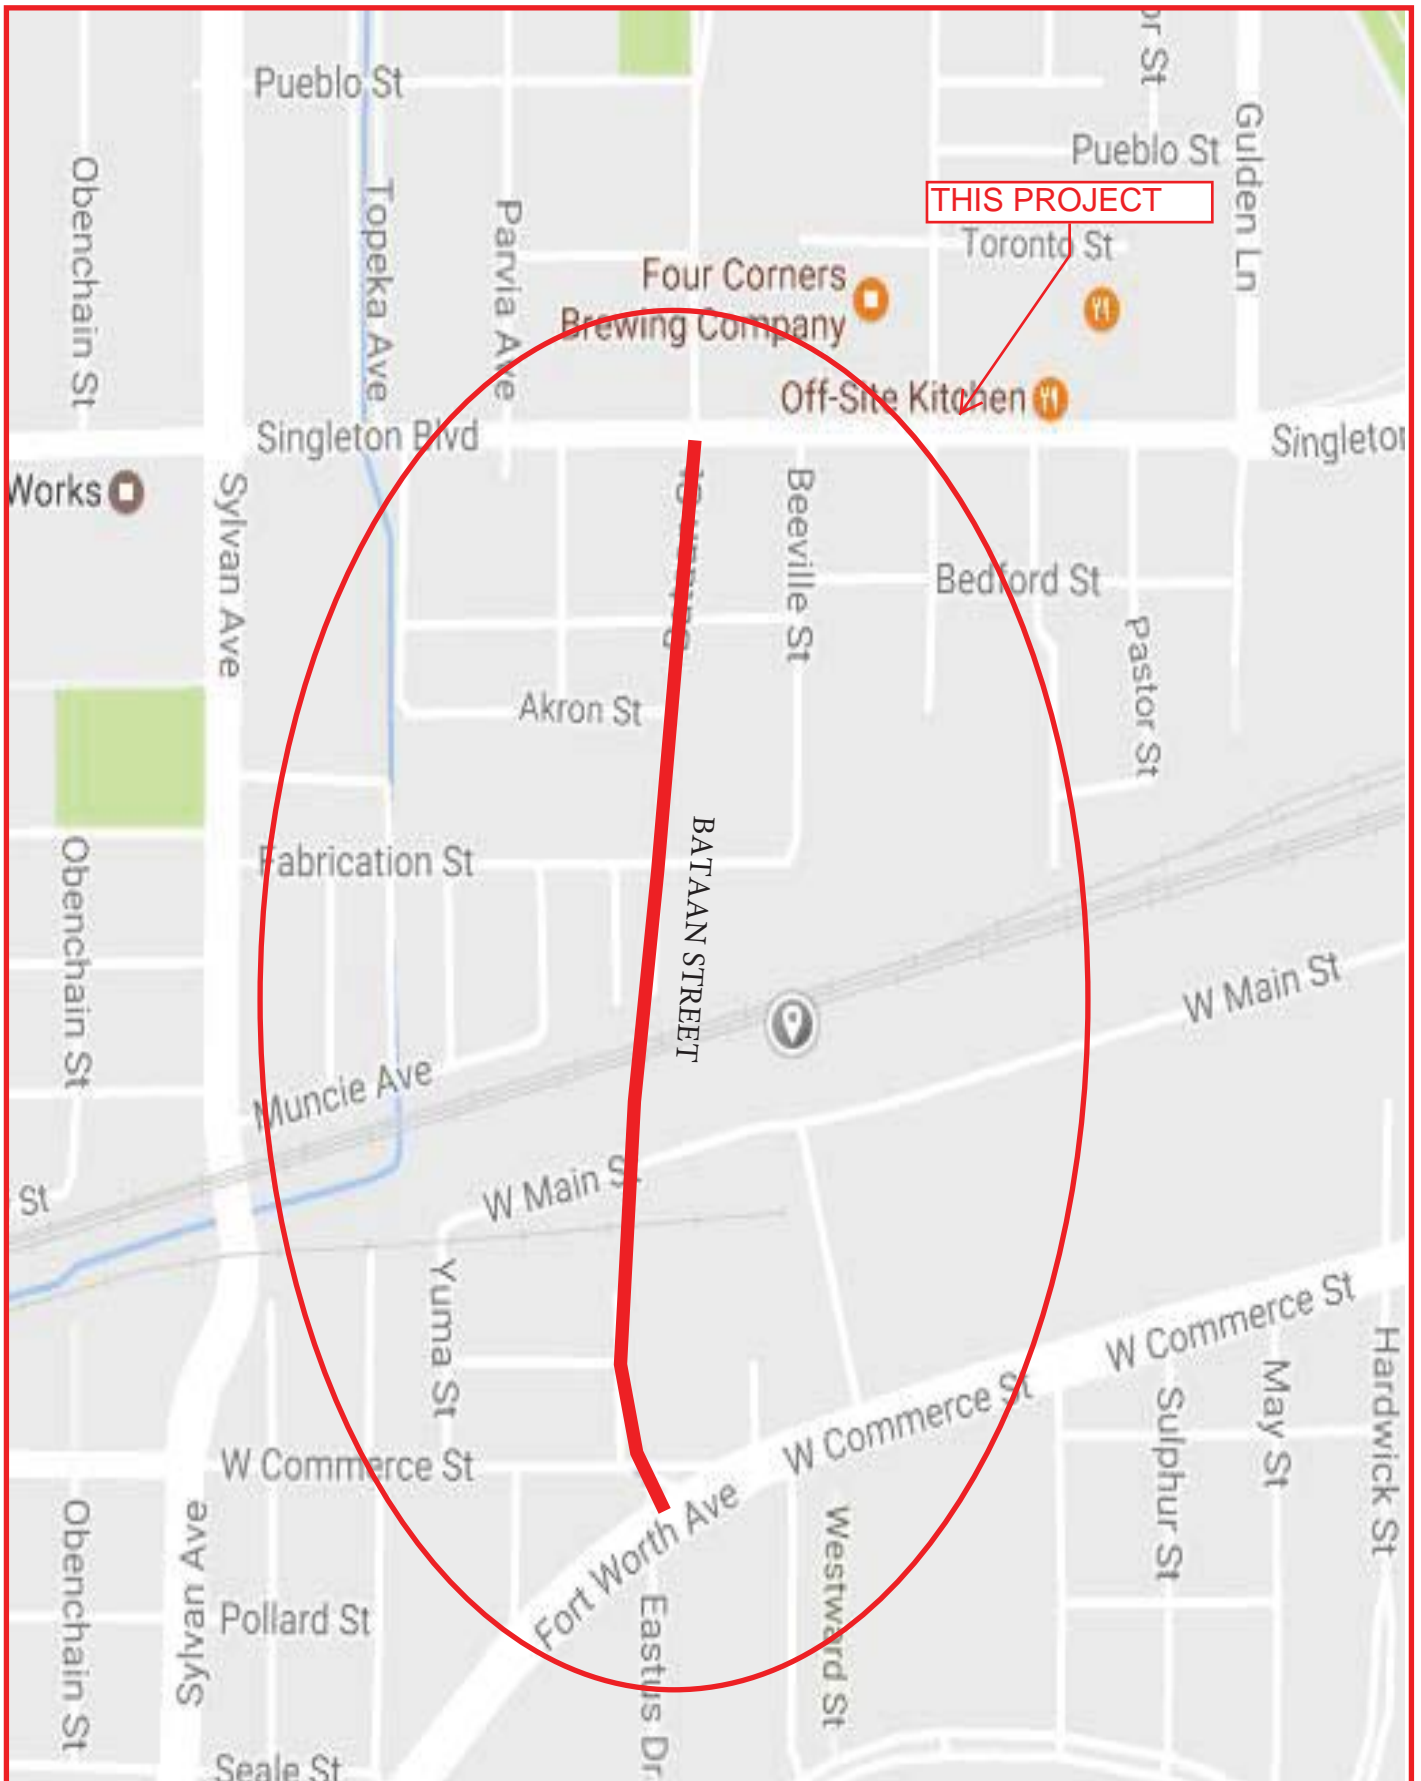 Pueblo St
Pueblo St
Obenchain St
Topeka Ave
Parvia Ave
Gulden Ln
THIS PROJECT
Toronto St
Four Corners
Brewing Company
Off-Site Kitchen
Singleton Blvd
Works
Sylvan Ave
Beeville St
Bedford St
Pastor St
Akron St
BATAAN STREET
Fabrication St
Obenchain St
Muncie Ave
W Main St
W Main St
St
Yuma St
W Commerce St
W Commerce St
W Commerce St
Hardwick St
May St
Sulphur St
Fort Worth Ave
Westward St
Obenchain St
Sylvan Ave
Pollard St
Eastus Dr
Seale St